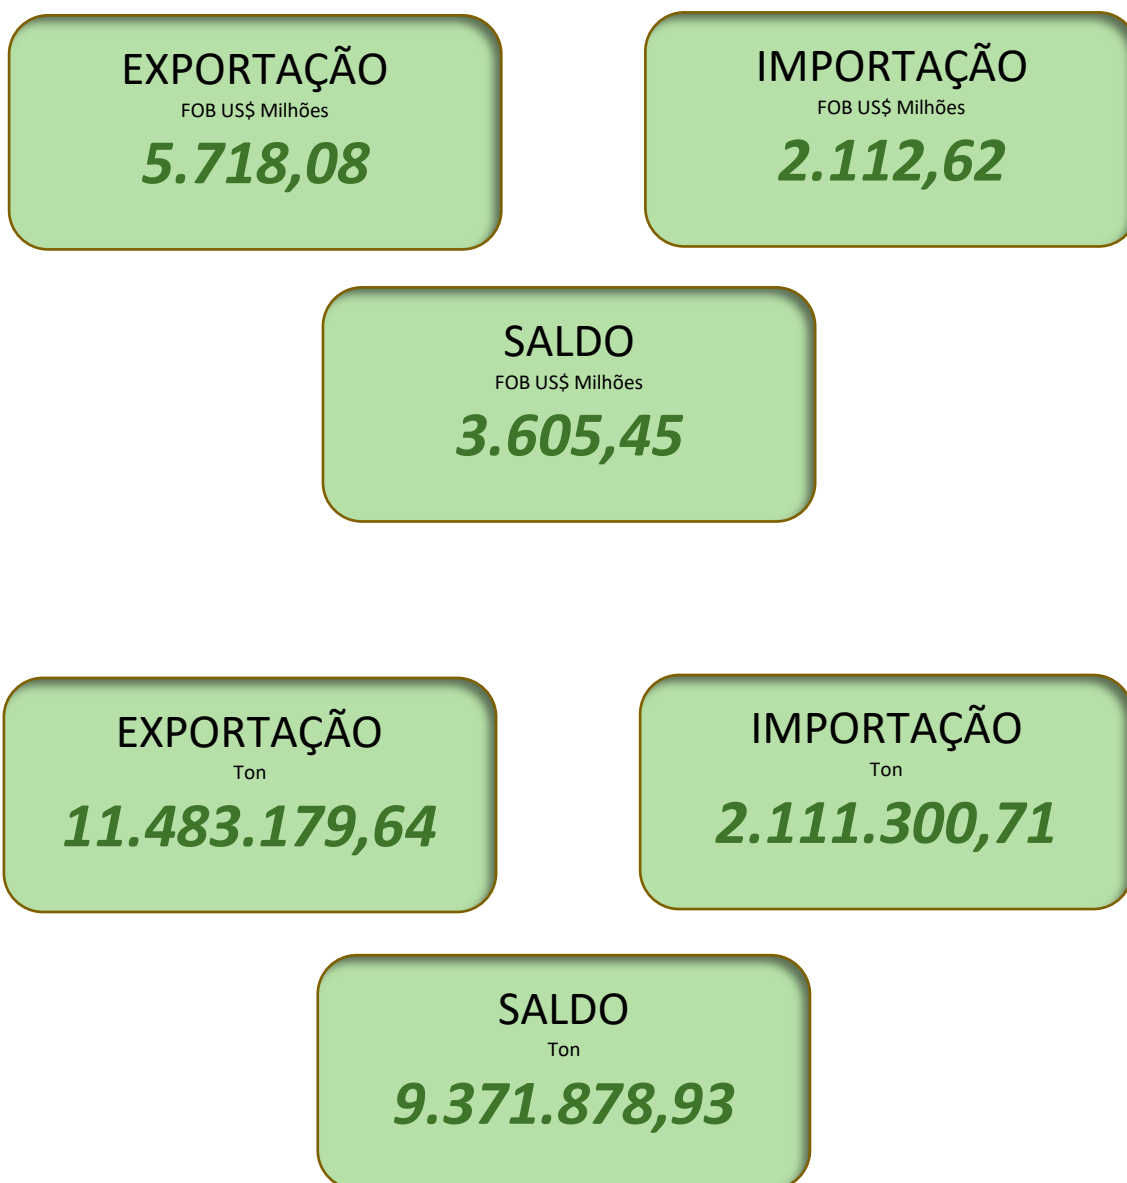 EXPORTAÇÃO
FOB US$ Milhões
5.718,08
IMPORTAÇÃO
FOB US$ Milhões
2.112,62
SALDO
FOB US$ Milhões
3.605,45
EXPORTAÇÃO
Ton
11.483.179,64
IMPORTAÇÃO
Ton
2.111.300,71
SALDO
Ton
9.371.878,93